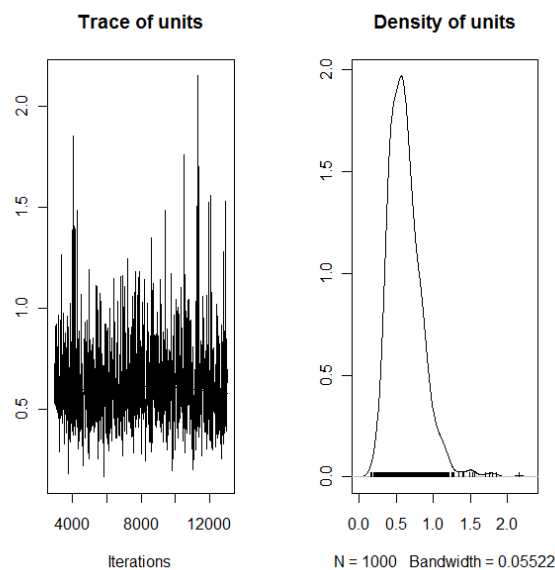 Trace of units
2.0
1.5
1.0
0.5
4000 8000 12000
Iterations
Density of units
2.0
1.5
1.0
0.5
0.0
0.0 0.5 1.0 1.5 2.0
N = 1000 Bandwidth = 0.05522